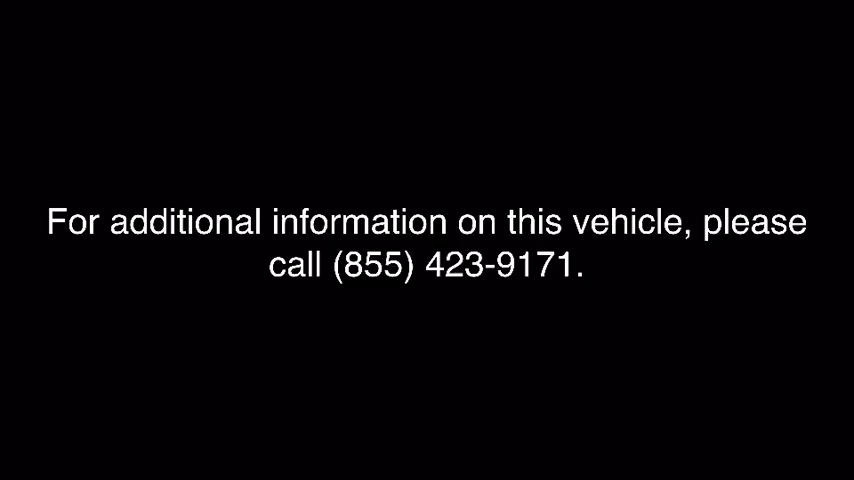 For additional information on this vehicle, please
call (855) 423-9171.